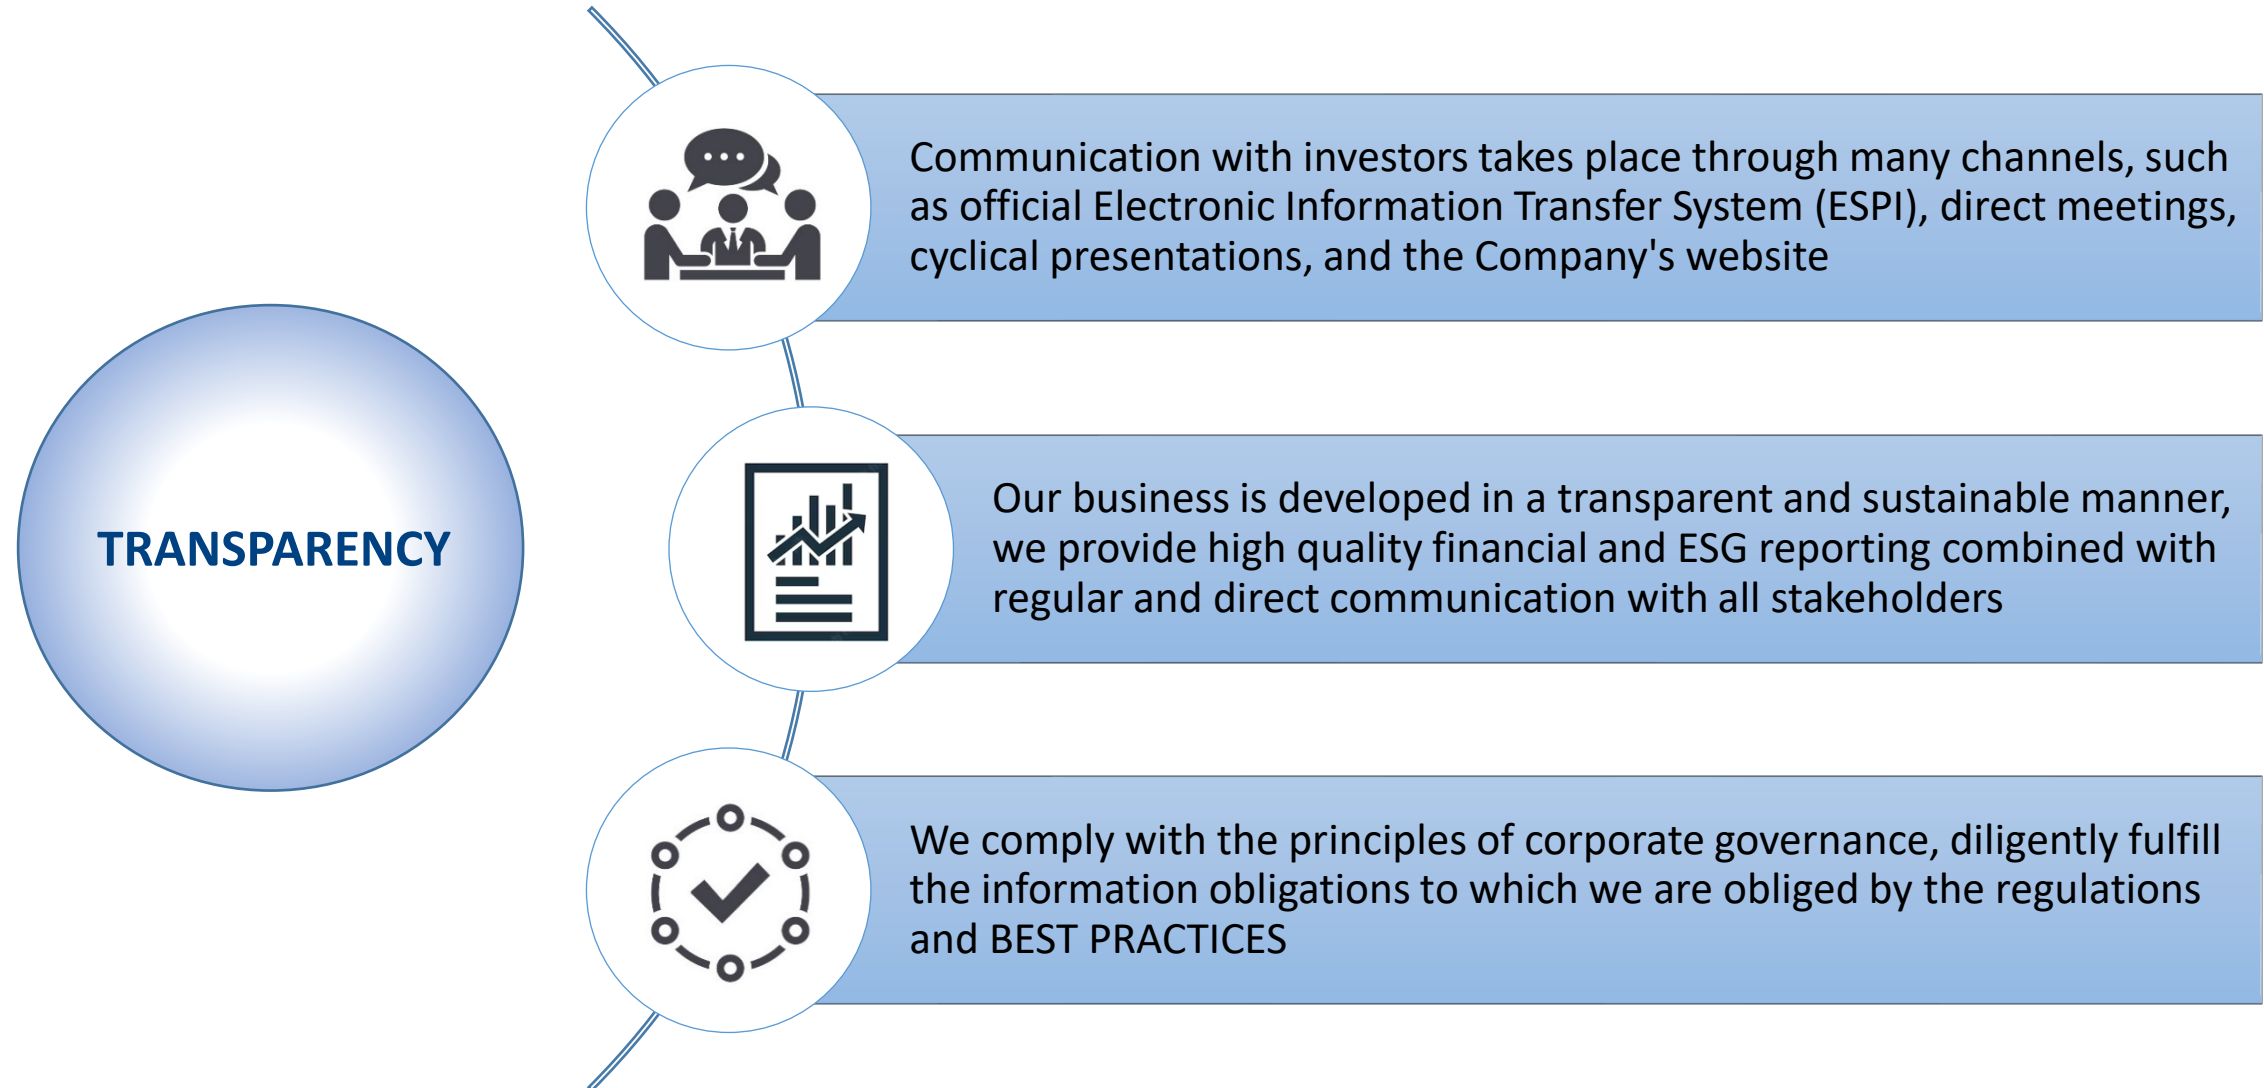 TRANSPARENCY
Communication with investors takes place through many channels, such
as official Electronic Information Transfer System (ESPI), direct meetings,
cyclical presentations, and the Company's website
Our business is developed in a transparent and sustainable manner,
we provide high quality financial and ESG reporting combined with
regular and direct communication with all stakeholders
We comply with the principles of corporate governance, diligently fulfill
the information obligations to which we are obliged by the regulations
and BEST PRACTICES